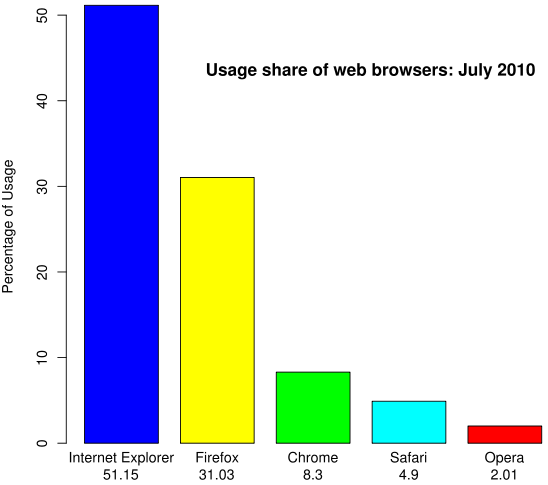 Usage share of web browsers: July 2010
Percentage of Usage
50
40
30
20
10
0
Internet Explorer Firefox Chrome Safari Opera
51.15 31.03 8.3 4.9 2.01